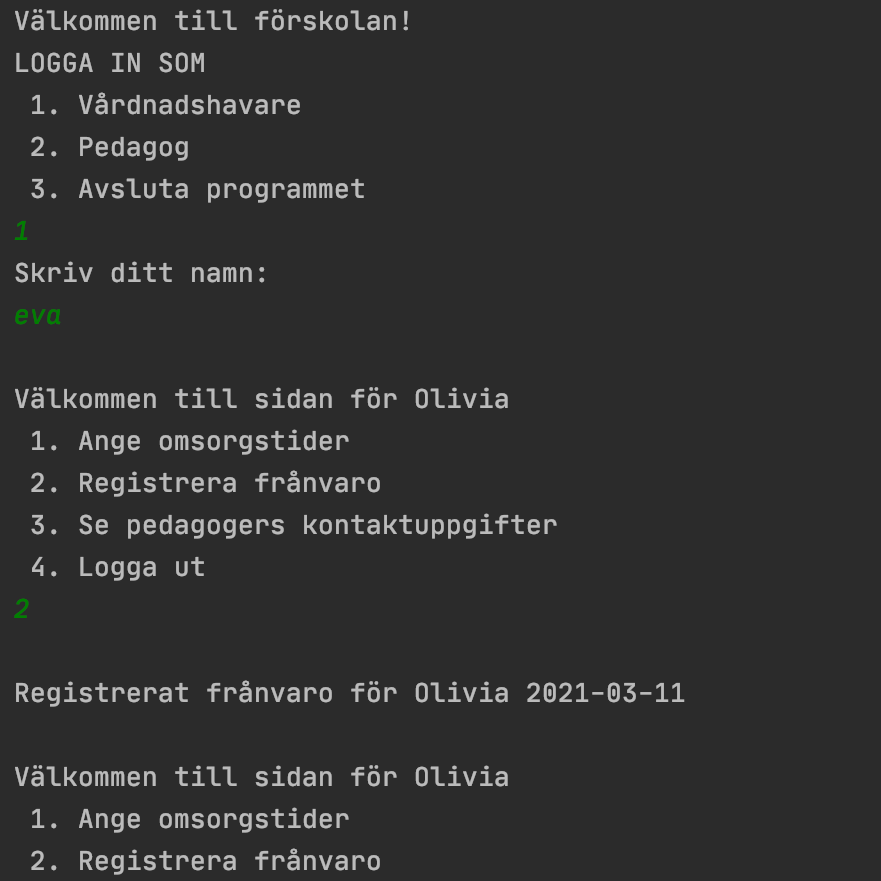 Välkommen till förskolan!
LOGGA IN SOM
1. Vårdnadshavare
2. Pedagog
3. Avsluta programmet
1
Skriv ditt namn:
eva
Välkommen till sidan för Olivia
1. Ange omsorgstider
2. Registrera frånvaro
3. Se pedagogers kontaktuppgifter
4. Logga ut
2
Registrerat frånvaro för Olivia 2021-03-11
Välkommen till sidan för Olivia
1. Ange omsorgstider
2. Registrera frånvaro